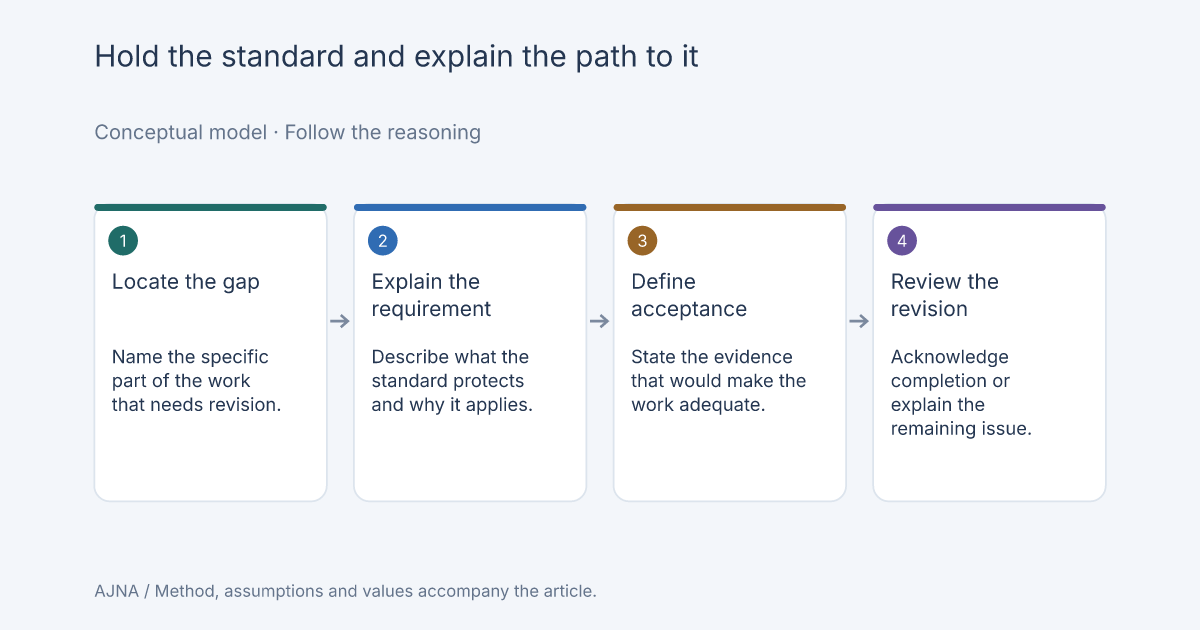 Hold the standard and explain the path to it
Conceptual model · Follow the reasoning
1
Locate the gap
Name the specific
part of the work
that needs revision.
→
2
Explain the
requirement
Describe what the
standard protects
and why it applies.
→
3
Define
acceptance
State the evidence
that would make the
work adequate.
→
4
Review the
revision
Acknowledge
completion or
explain the
remaining issue.
AJNA / Method, assumptions and values accompany the article.